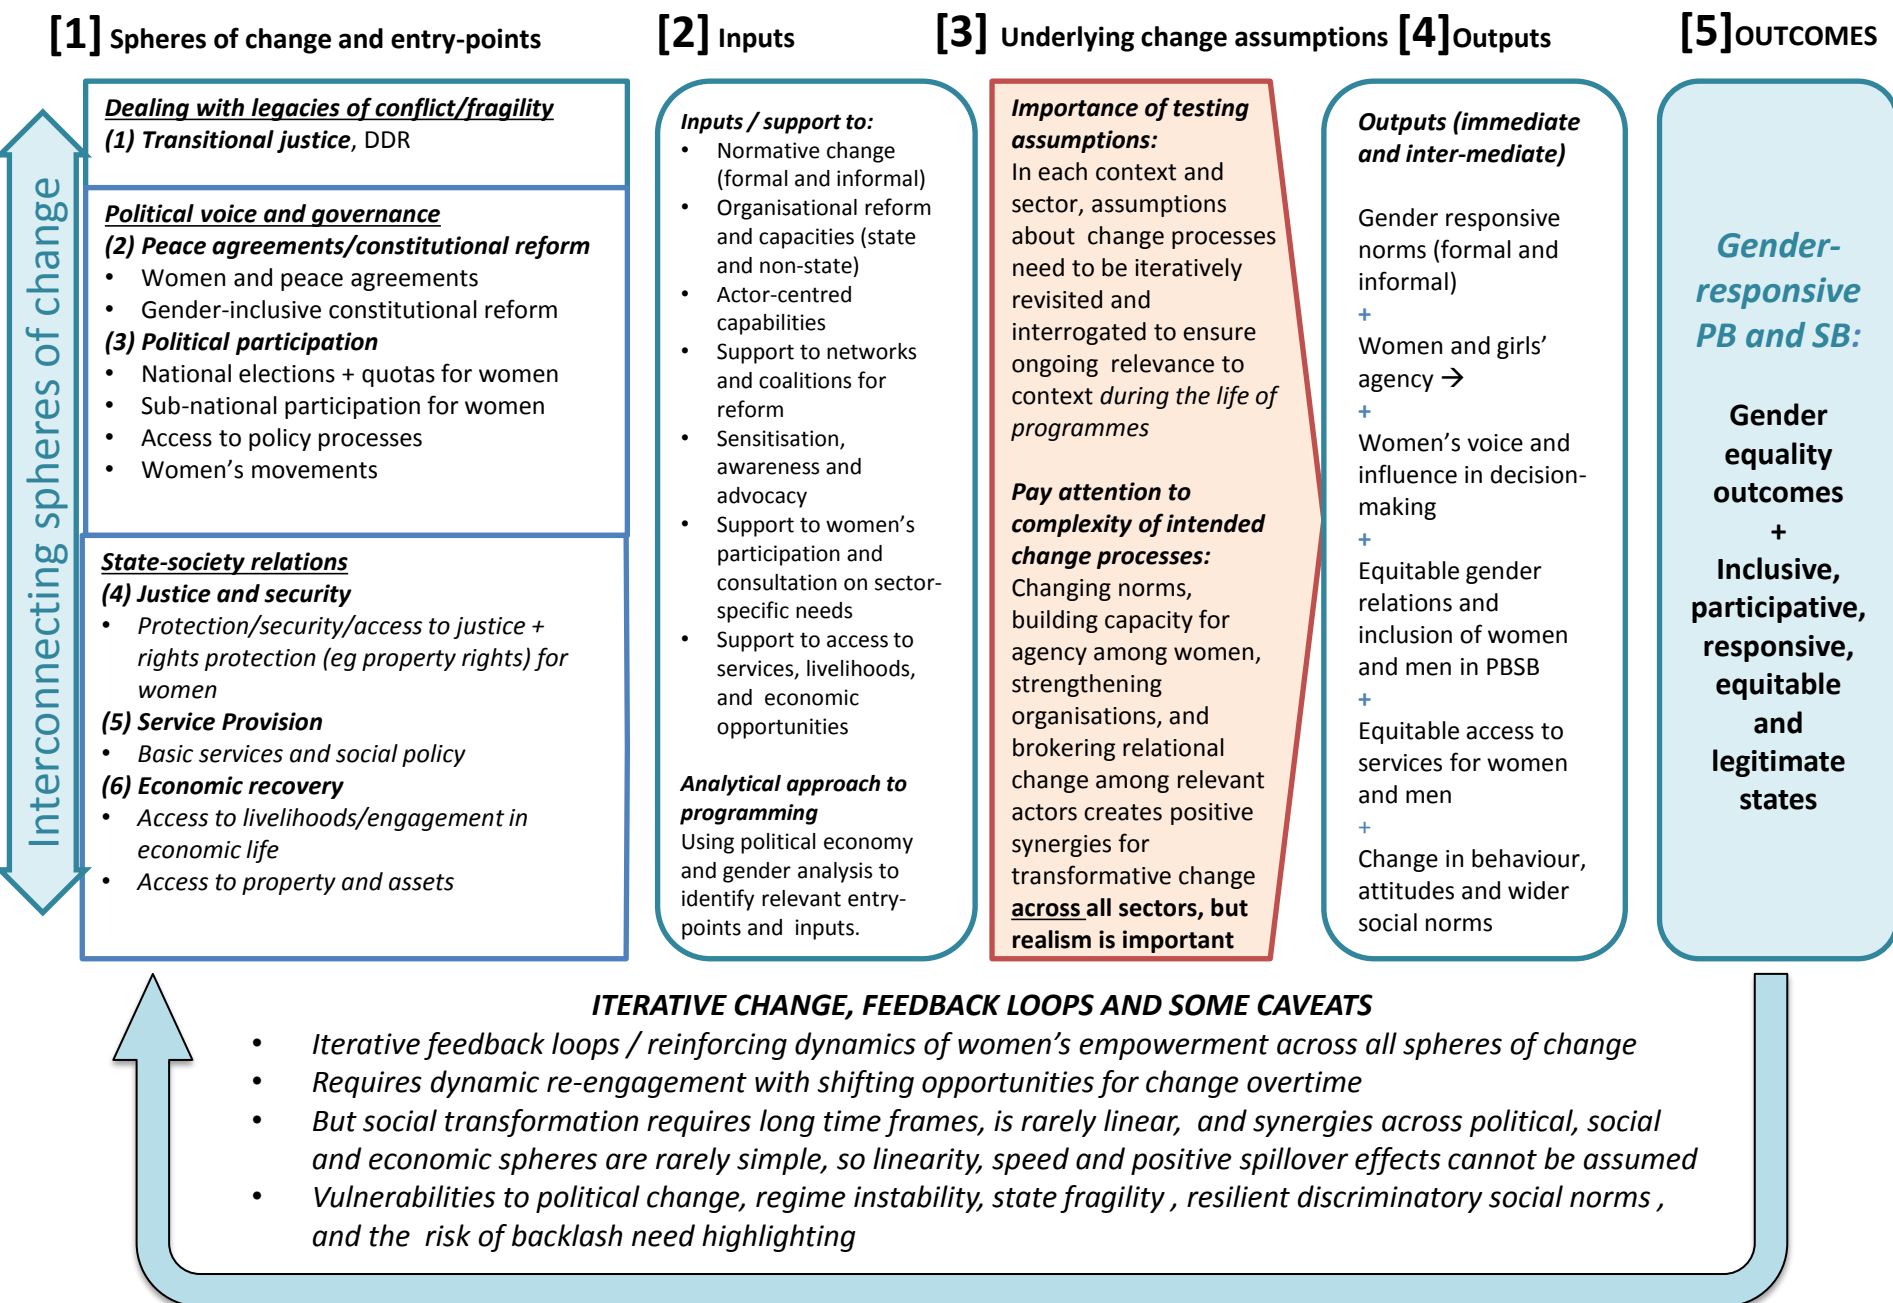 [1] Spheres of change and entry-points
[2] Inputs
[3] Underlying change assumptions
[4] Outputs
[5] OUTCOMES
Interconnecting spheres of change
Dealing with legacies of conflict/fragility
(1) Transitional justice, DDR
Political voice and governance
(2) Peace agreements/constitutional reform
• Women and peace agreements
• Gender-inclusive constitutional reform
(3) Political participation
• National elections + quotas for women
• Sub-national participation for women
• Access to policy processes
• Women's movements
State-society relations
(4) Justice and security
• Protection/security/access to justice +
rights protection (eg property rights) for
women
(5) Service Provision
• Basic services and social policy
(6) Economic recovery
• Access to livelihoods/engagement in
economic life
• Access to property and assets
Inputs / support to:
• Normative change
(formal and informal)
• Organisational reform
and capacities (state
and non-state)
• Actor-centred
capabilities
• Support to networks
and coalitions for
reform
• Sensitisation,
awareness and
advocacy
• Support to women's
participation and
consultation on sector-
specific needs
• Support to access to
services, livelihoods,
and economic
opportunities
Analytical approach to
programming
Using political economy
and gender analysis to
identify relevant entry-
points and inputs.
Importance of testing
assumptions:
In each context and
sector, assumptions
about change processes
need to be iteratively
revisited and
interrogated to ensure
ongoing relevance to
context during the life of
programmes
Pay attention to
complexity of intended
change processes:
Changing norms,
building capacity for
agency among women,
strengthening
organisations, and
brokering relational
change among relevant
actors creates positive
synergies for
transformative change
across all sectors, but
realism is important
Outputs (immediate
and inter-mediate)
Gender responsive
norms (formal and
informal)
+
Women and girls'
agency →
+
Women's voice and
influence in decision-
making
+
Equitable gender
relations and
inclusion of women
and men in PBSB
+
Equitable access to
services for women
and men
+
Change in behaviour,
attitudes and wider
social norms
Gender-
responsive
PB and SB:
Gender
equality
outcomes
+
Inclusive,
participative,
responsive,
equitable
and
legitimate
states
ITERATIVE CHANGE, FEEDBACK LOOPS AND SOME CAVEATS
• Iterative feedback loops / reinforcing dynamics of women's empowerment across all spheres of change
• Requires dynamic re-engagement with shifting opportunities for change overtime
• But social transformation requires long time frames, is rarely linear, and synergies across political, social
and economic spheres are rarely simple, so linearity, speed and positive spillover effects cannot be assumed
• Vulnerabilities to political change, regime instability, state fragility , resilient discriminatory social norms ,
and the risk of backlash need highlighting